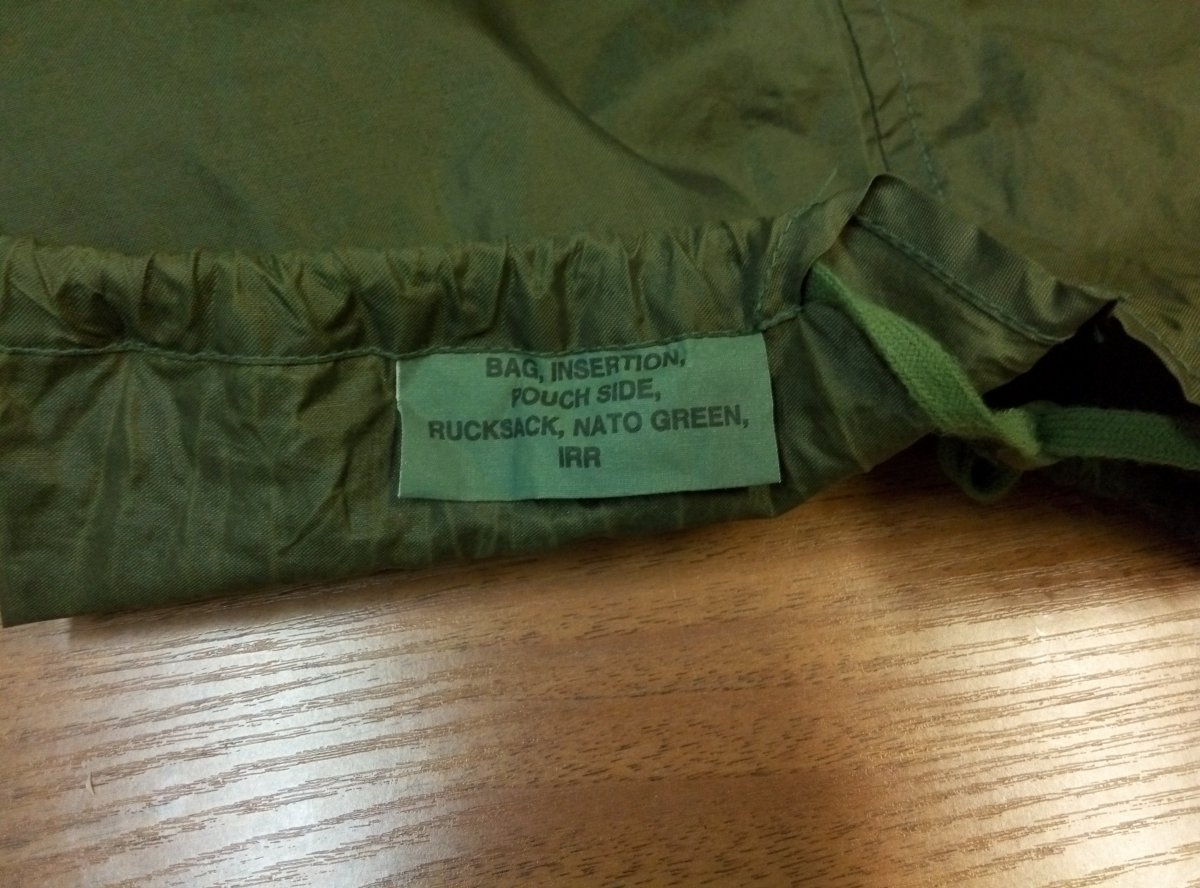 BAG, INSERTION,
POUCH SIDE,
RUCKSACK, NATO GREEN,
IRR